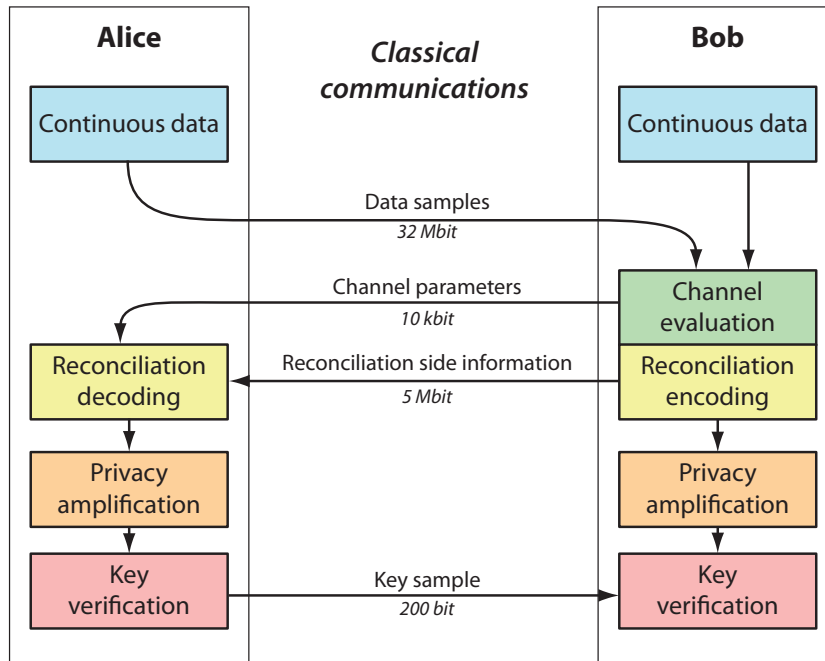 Alice
Classical
communications
Bob
Continuous data
Continuous data
Data samples
32 Mbit
Channel parameters
10 kbit
Channel
evaluation
Reconciliation
decoding
Reconciliation side information
5 Mbit
Reconciliation
encoding
Privacy
amplification
Privacy
amplification
Key
verification
Key sample
200 bit
Key
verification